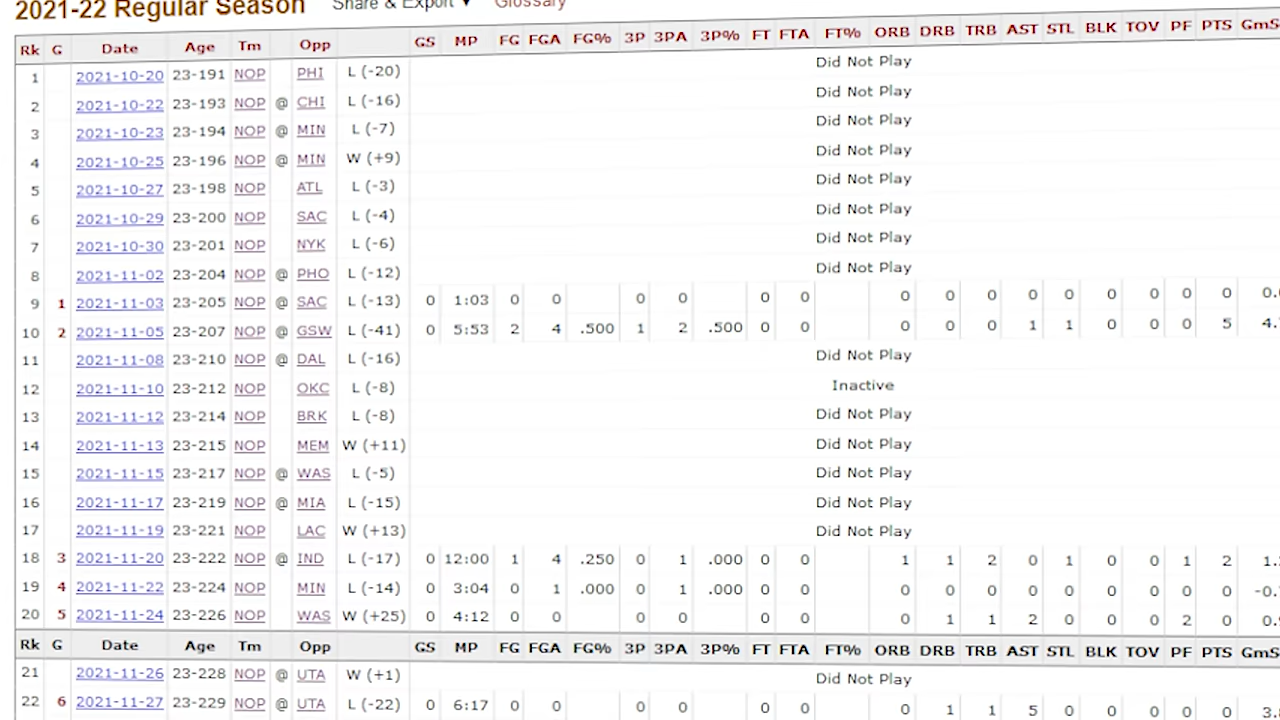 2021-22 Regular Season Share & Export ▼ Glossary
Rk G Date Age Tm Opp GS MP FG FGA FG% 3P 3PA 3P% FT FTA FT% ORB DRB TRB AST STL BLK TOV PF PTS GmS
1 2021-10-20 23-191 NOP PHI L (-20) Did Not Play
2 2021-10-22 23-193 NOP @ CHI L (-16) Did Not Play
3 2021-10-23 23-194 NOP @ MIN L (-7) Did Not Play
4 2021-10-25 23-196 NOP @ MIN W (+9) Did Not Play
5 2021-10-27 23-198 NOP ATL L (-3) Did Not Play
6 2021-10-29 23-200 NOP SAC L (-4) Did Not Play
7 2021-10-30 23-201 NOP NYK L (-6) Did Not Play
8 2021-11-02 23-204 NOP @ PHO L (-12) Did Not Play
9 1 2021-11-03 23-205 NOP @ SAC L (-13) 0 1:03 0 0 0 0 0 0 0 0 0 0 0 0 0 0 0 0.
10 2 2021-11-05 23-207 NOP @ GSW L (-41) 0 5:53 2 4 .500 1 2 .500 0 0 0 0 0 1 1 0 0 0 5 4.
11 2021-11-08 23-210 NOP @ DAL L (-16) Did Not Play
12 2021-11-10 23-212 NOP OKC L (-8) Inactive
13 2021-11-12 23-214 NOP BRK L (-8) Did Not Play
14 2021-11-13 23-215 NOP MEM W (+11) Did Not Play
15 2021-11-15 23-217 NOP @ WAS L (-5) Did Not Play
16 2021-11-17 23-219 NOP @ MIA L (-15) Did Not Play
17 2021-11-19 23-221 NOP LAC W (+13) Did Not Play
18 3 2021-11-20 23-222 NOP @ IND L (-17) 0 12:00 1 4 .250 0 1 .000 0 0 1 1 2 0 1 0 0 1 2 1.
19 4 2021-11-22 23-224 NOP MIN L (-14) 0 3:04 0 1 .000 0 1 .000 0 0 0 0 0 0 0 0 0 0 0 -0.
20 5 2021-11-24 23-226 NOP WAS W (+25) 0 4:12 0 0 0 0 0 0 0 1 1 2 0 0 0 2 0 0.
Rk G Date Age Tm Opp GS MP FG FGA FG% 3P 3PA 3P% FT FTA FT% ORB DRB TRB AST STL BLK TOV PF PTS GmS
21 2021-11-26 23-228 NOP @ UTA W (+1) Did Not Play
22 6 2021-11-27 23-229 NOP @ UTA L (-22) 0 6:17 0 0 0 0 0 0 0 1 1 5 0 0 0 0 0 3.